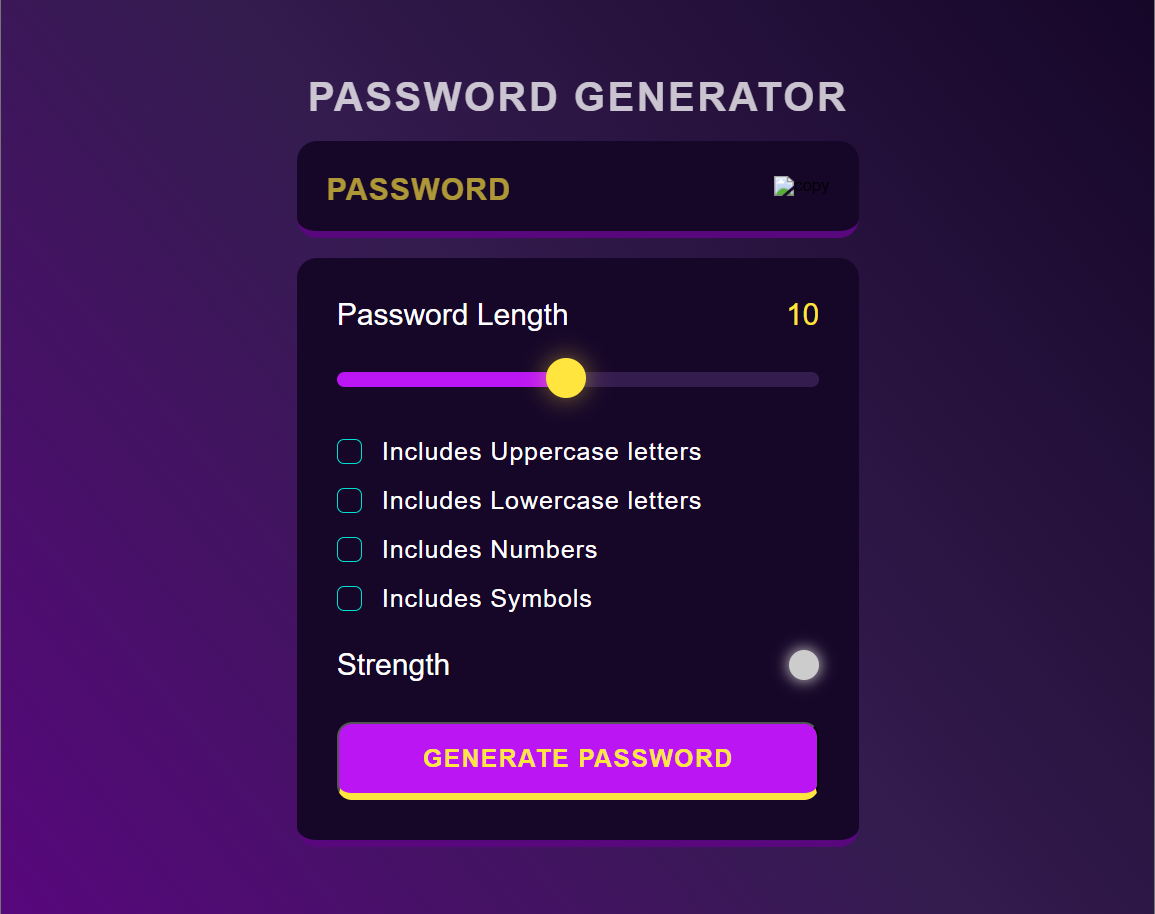 PASSWORD GENERATOR
PASSWORD copy
Password Length 10
Includes Uppercase letters
Includes Lowercase letters
Includes Numbers
Includes Symbols
Strength
GENERATE PASSWORD